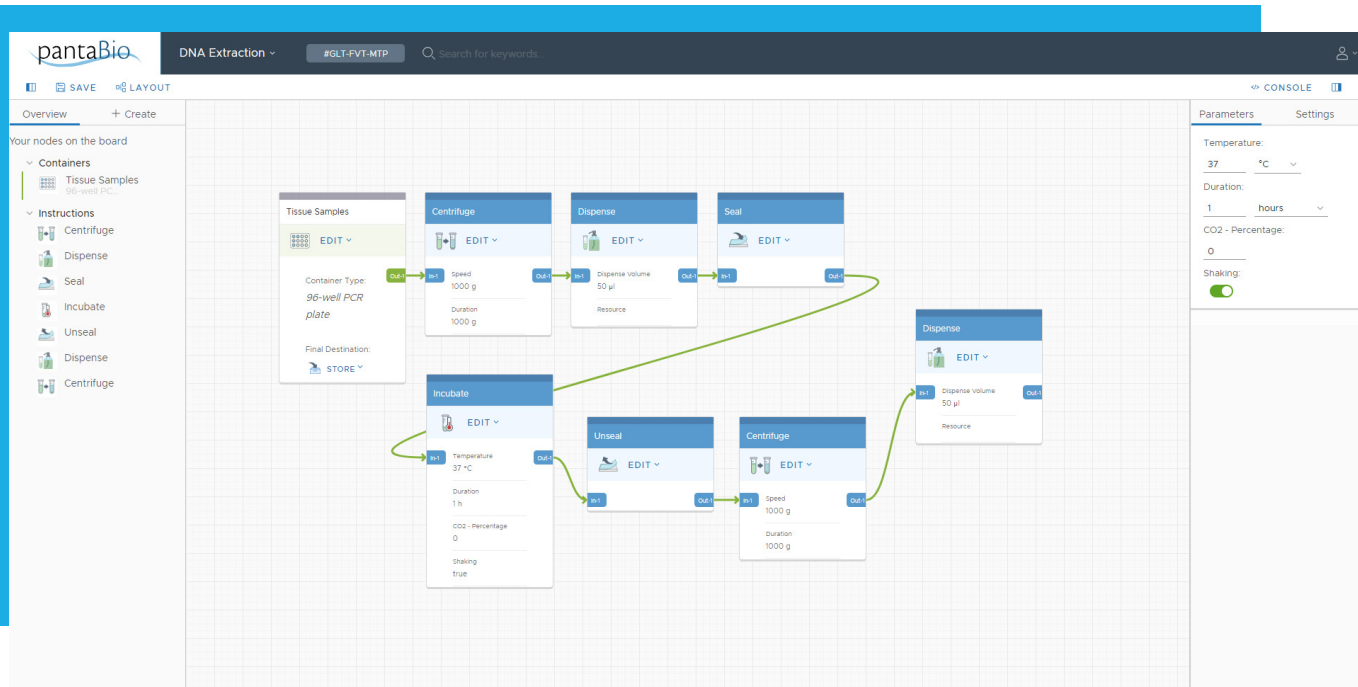 pantaBio
DNA Extraction
#GLT-FVT-MTP
Search for keywords...
SAVE
LAYOUT
</> CONSOLE
Overview
+ Create
Your nodes on the board
Containers
Tissue Samples
96-well PC...
Instructions
Centrifuge
Dispense
Seal
Incubate
Unseal
Dispense
Centrifuge
Tissue Samples
EDIT
Out-1
Container Type:
96-well PCR
plate
Final Destination:
STORE
Centrifuge
EDIT
In-1
Out-1
Speed
1000 g
Duration
1000 g
Dispense
EDIT
In-1
Out-1
Dispense Volume
50 µl
Resource
Seal
EDIT
In-1
Out-1
Incubate
EDIT
In-1
Out-1
Temperature
37 °C
Duration
1 h
CO2 - Percentage
0
Shaking
true
Unseal
EDIT
In-1
Out-1
Centrifuge
EDIT
In-1
Out-1
Speed
1000 g
Duration
1000 g
Dispense
EDIT
In-1
Out-1
Dispense Volume
50 µl
Resource
Parameters
Settings
Temperature:
37 °C
Duration:
1 hours
CO2 - Percentage:
0
Shaking: